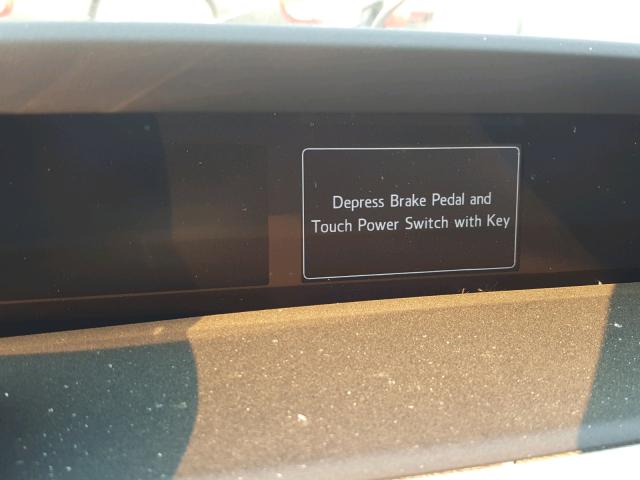 Depress Brake Pedal and
Touch Power Switch with Key